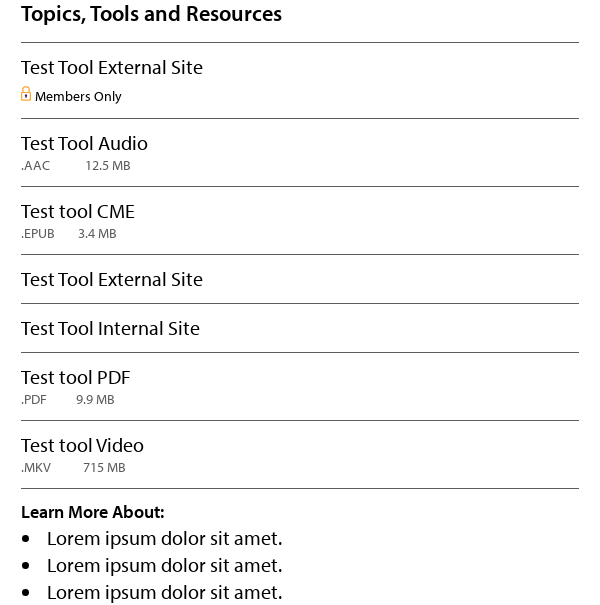 Topics, Tools and Resources
Test Tool External Site
Members Only
Test Tool Audio
.AAC 12.5 MB
Test tool CME
.EPUB 3.4 MB
Test Tool External Site
Test Tool Internal Site
Test tool PDF
.PDF 9.9 MB
Test tool Video
.MKV 715 MB
Learn More About:
• Lorem ipsum dolor sit amet.
• Lorem ipsum dolor sit amet.
• Lorem ipsum dolor sit amet.